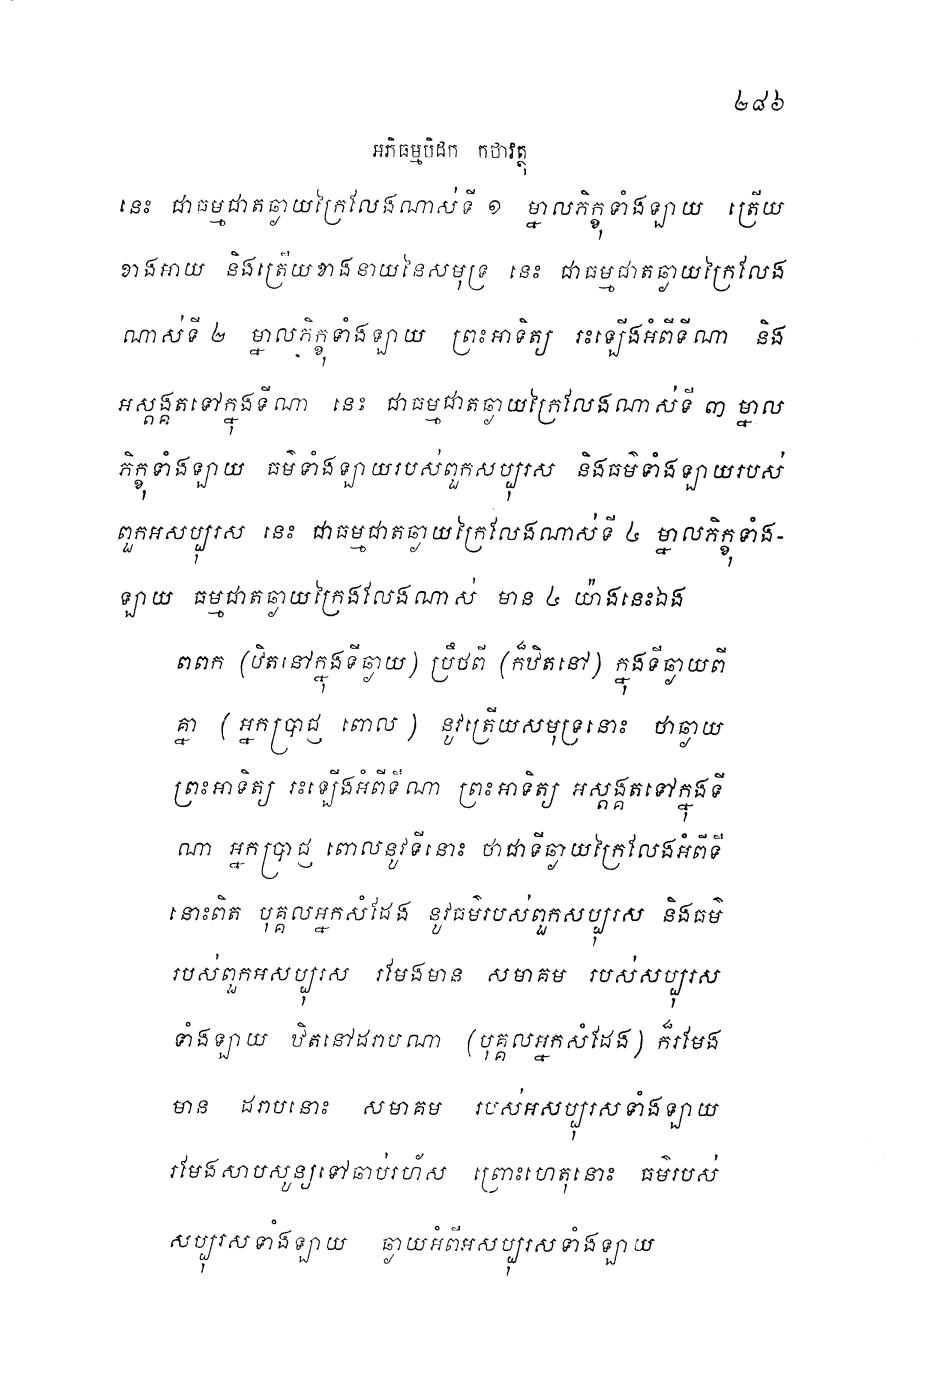 ២៨៦
អភិធម្មបិដក កថាវត្ថុ
នេះ ជាធម្មជាតឆ្ងាយក្រៃលែងណាស់ទី ១ ម្នាលភិក្ខុទាំងឡាយ ត្រើយ
ខាងអាយ និងត្រើយខាងនាយនៃសមុទ្រ នេះ ជាធម្មជាតឆ្ងាយក្រៃលែង
ណាស់ទី ២ ម្នាលភិក្ខុទាំងឡាយ ព្រះអាទិត្យ រះឡើងអំពីទីណា និង
អស្តង្គតទៅក្នុងទីណា នេះ ជាធម្មជាតឆ្ងាយក្រៃលែងណាស់ទី ៣ ម្នាល
ភិក្ខុទាំងឡាយ ធម៌ទាំងឡាយរបស់ពួកសប្បុរស និងធម៌ទាំងឡាយរបស់
ពួកអសប្បុរស នេះ ជាធម្មជាតឆ្ងាយក្រៃលែងណាស់ទី ៤ ម្នាលភិក្ខុទាំង-
ឡាយ ធម្មជាតឆ្ងាយក្រៃងលែងណាស់ មាន ៤ យ៉ាងនេះឯង
ពពក (ឋិតនៅក្នុងទីឆ្ងាយ) ប្រឹថពី (ក៏ឋិតនៅ) ក្នុងទីឆ្ងាយពី
គ្នា (អ្នកប្រាជ្ញ ពោល) នូវត្រើយសមុទ្រនោះ ថាឆ្ងាយ
ព្រះអាទិត្យ រះឡើងអំពីទីណា ព្រះអាទិត្យ អស្តង្គតទៅក្នុងទី
ណា អ្នកប្រាជ្ញ ពោលនូវទីនោះ ថាជាទីឆ្ងាយក្រៃលែងអំពីទី
នោះពិត បុគ្គលអ្នកសំដែង នូវធម៌របស់ពួកសប្បុរស និងធម៌
របស់ពួកអសប្បុរស រមែងមាន សមាគម របស់សប្បុរស
ទាំងឡាយ ឋិតនៅដរាបណា (បុគ្គលអ្នកសំដែង) ក៏រមែង
មាន ដរាបនោះ សមាគម របស់អសប្បុរសទាំងឡាយ
រមែងសាបសូន្យទៅឆាប់រហ័ស ព្រោះហេតុនោះ ធម៌របស់
សប្បុរសទាំងឡាយ ឆ្ងាយអំពីអសប្បុរសទាំងឡាយ